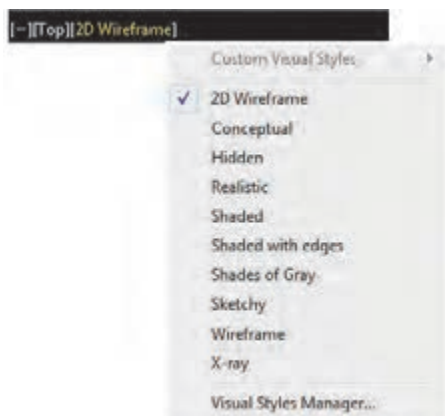 [−][Top][2D Wireframe]
Custom Visual Styles
2D Wireframe
Conceptual
Hidden
Realistic
Shaded
Shaded with edges
Shades of Gray
Sketchy
Wireframe
X-ray
Visual Styles Manager...